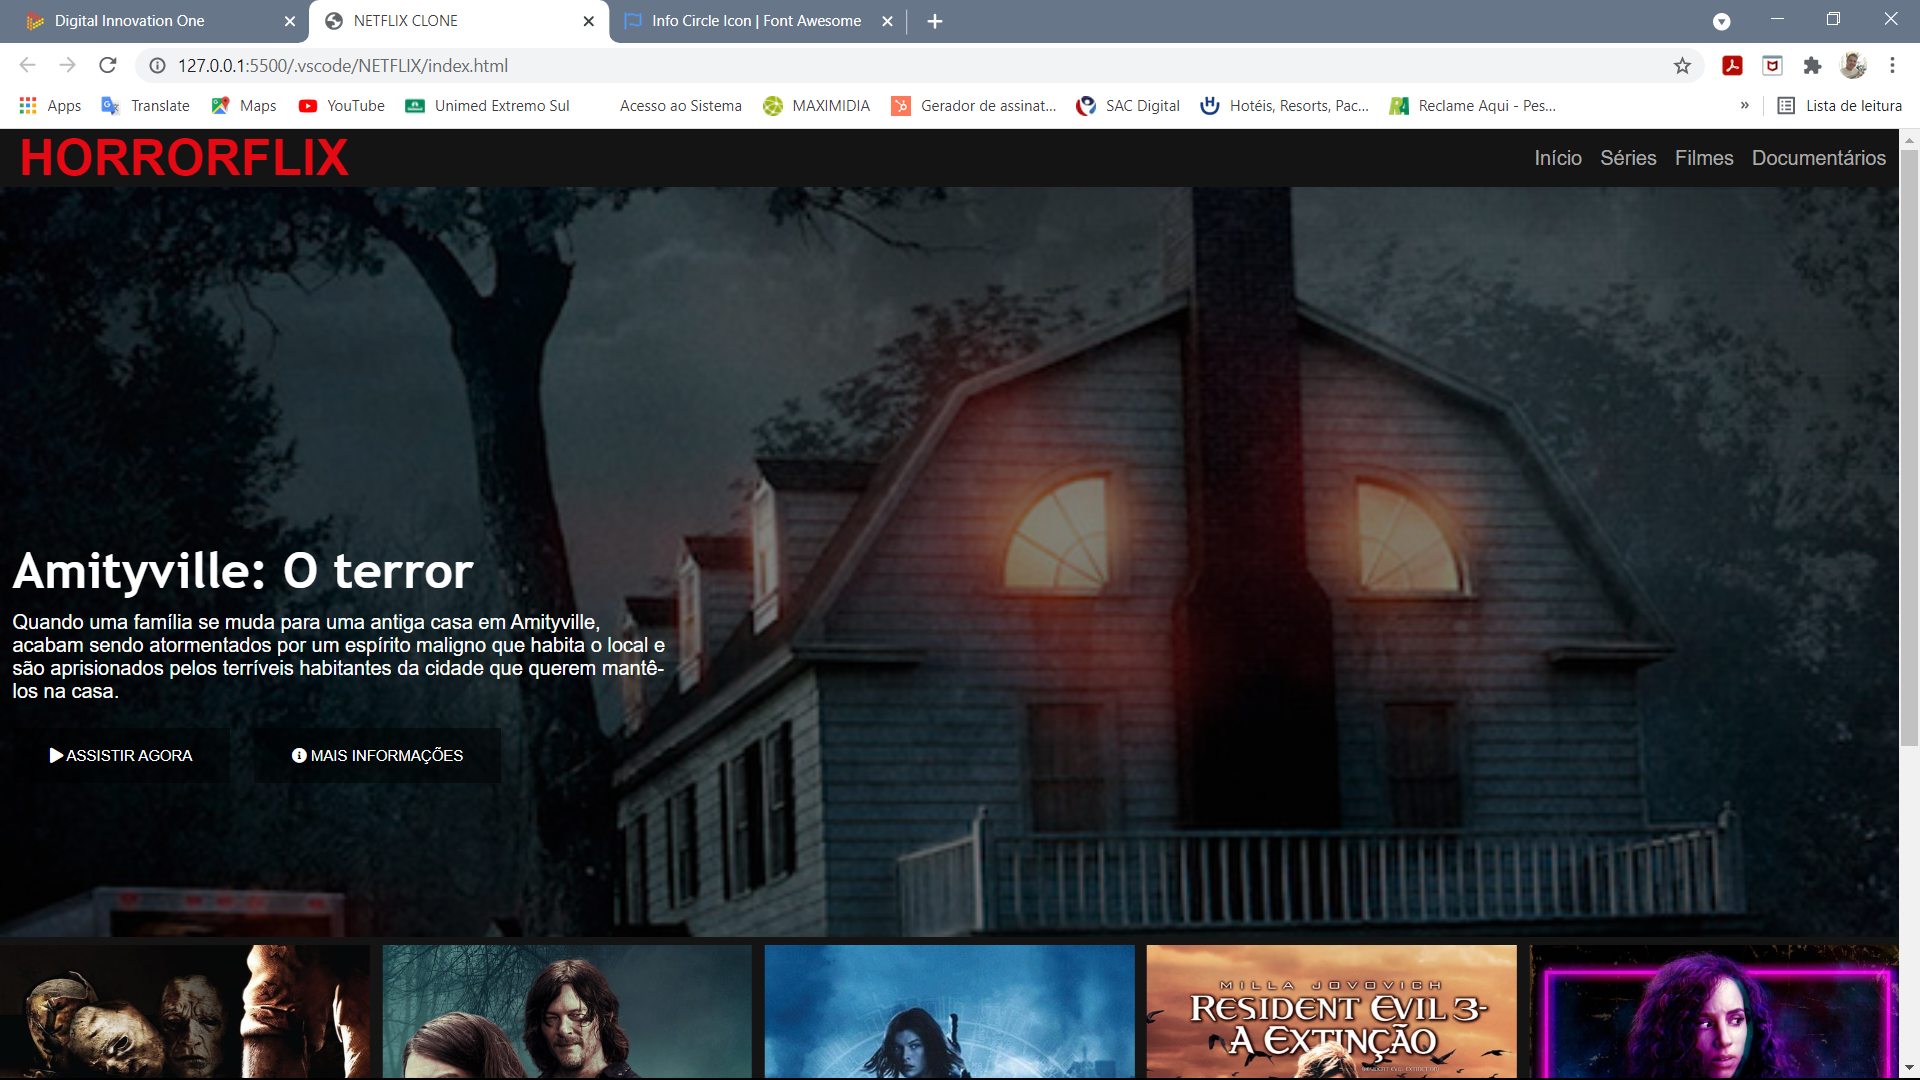 Digital Innovation One
NETFLIX CLONE
Info Circle Icon | Font Awesome
127.0.0.1:5500/.vscode/NETFLIX/index.html
Apps
Translate
Maps
YouTube
Unimed Extremo Sul
Acesso ao Sistema
MAXIMIDIA
Gerador de assinat...
SAC Digital
Hotéis, Resorts, Pac...
Reclame Aqui - Pes...
»
Lista de leitura
HORRORFLIX
Início
Séries
Filmes
Documentários
Amityville: O terror
Quando uma família se muda para uma antiga casa em Amityville,
acabam sendo atormentados por um espírito maligno que habita o local e
são aprisionados pelos terríveis habitantes da cidade que querem mantê-
los na casa.
ASSISTIR AGORA
MAIS INFORMAÇÕES
MILLA JOVOVICH
RESIDENT EVIL 3-
A EXTINÇÃO